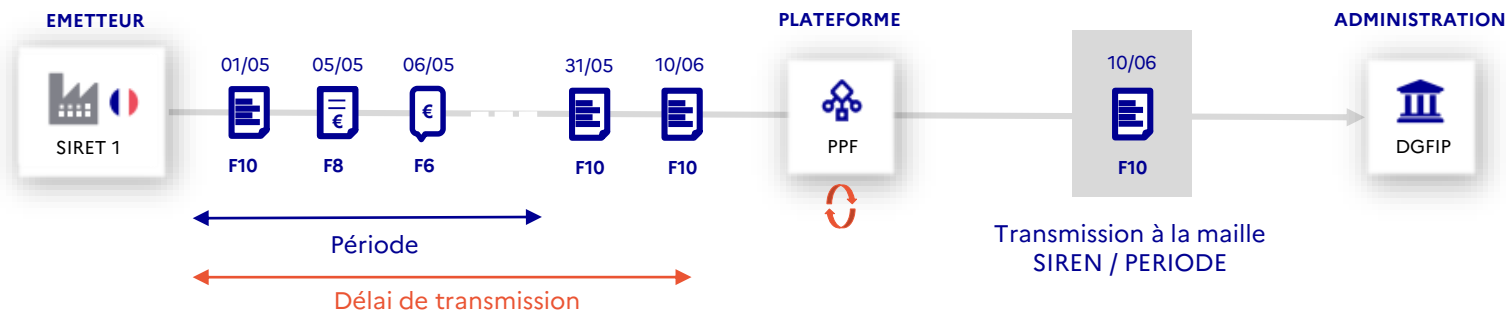 EMETTEUR
PLATEFORME
ADMINISTRATION
01/05
05/05
06/05
31/05
10/06
10/06
€
€
SIRET 1
PPF
DGFIP
F10
F8
F6
F10
F10
F10
Période
Transmission à la maille
SIREN / PERIODE
Délai de transmission